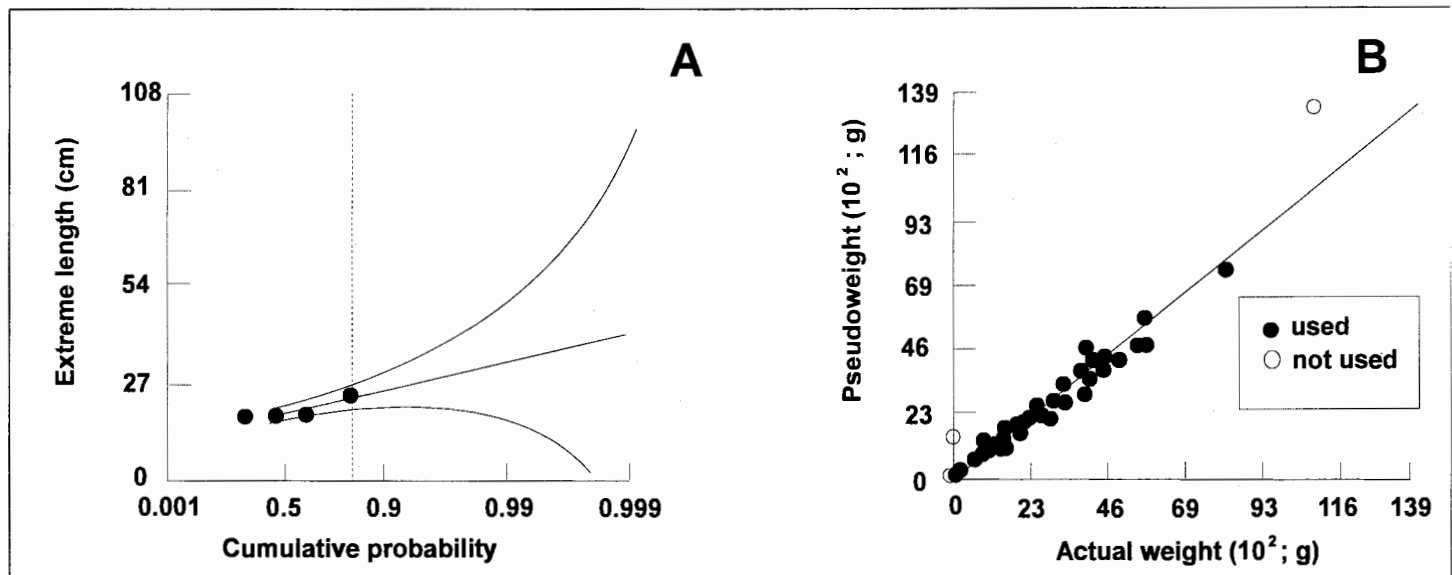 A
108
81
54
27
0
Extreme length (cm)
0.001 0.5 0.9 0.99 0.999
Cumulative probability
B
139
116
93
69
46
23
0
Pseudoweight (10²; g)
used
not used
0 23 46 69 93 116 139
Actual weight (10²; g)